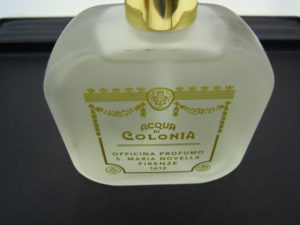 ACQUA
DI
COLONIA
OFFICINA PROFUMO
S. MARIA NOVELLA
FIRENZE
1612